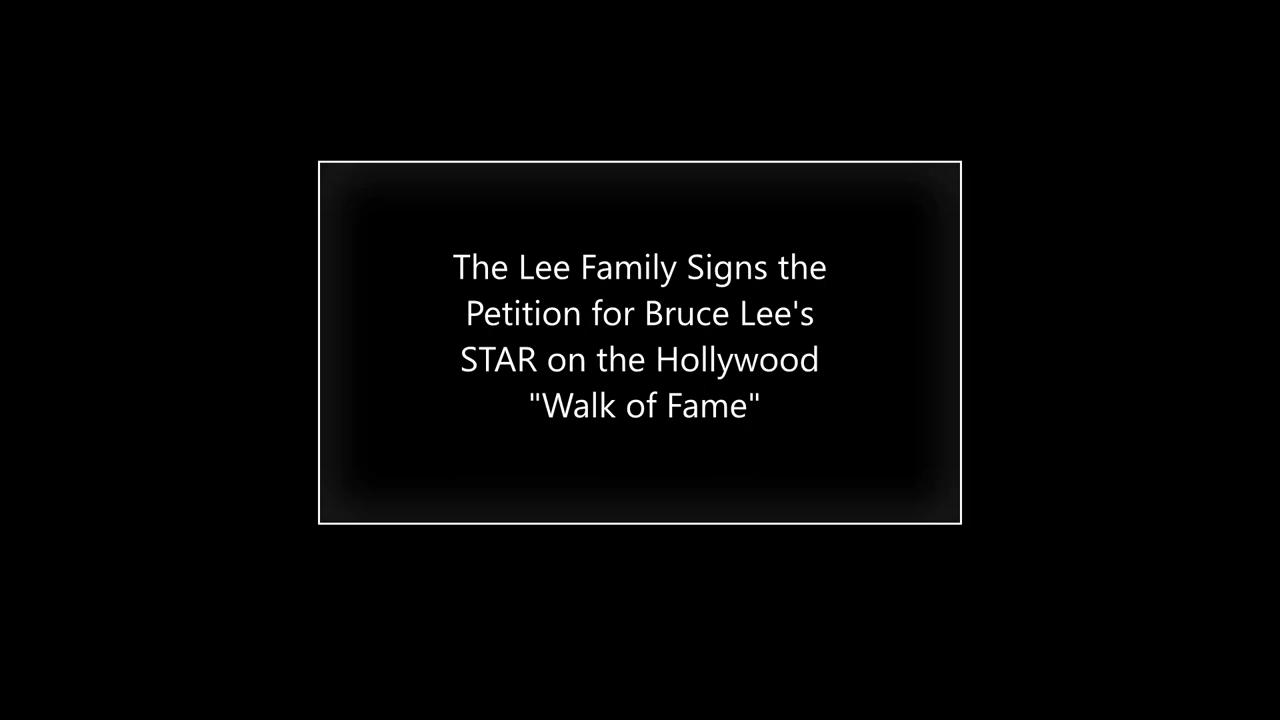 The Lee Family Signs the
Petition for Bruce Lee's
STAR on the Hollywood
"Walk of Fame"